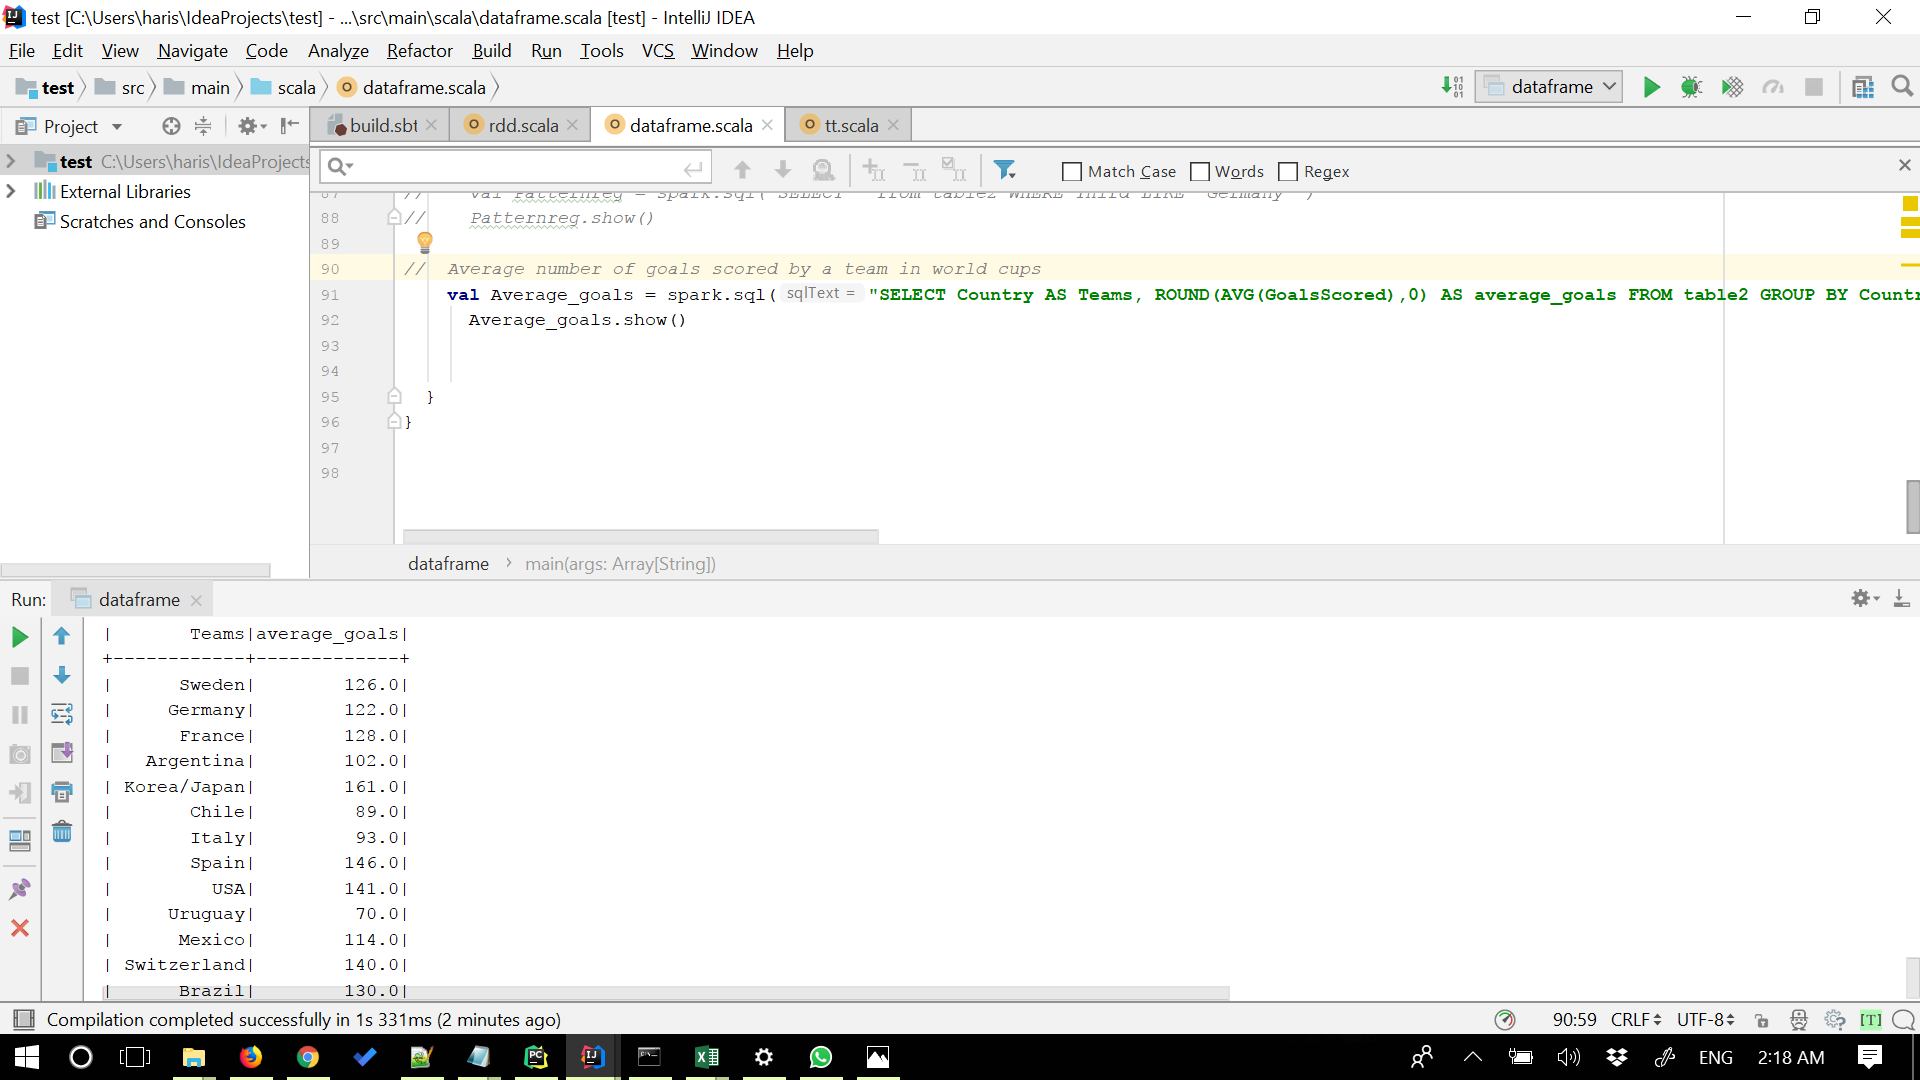 test [C:\Users\haris\IdeaProjects\test] - ...\src\main\scala\dataframe.scala [test] - IntelliJ IDEA
File Edit View Navigate Code Analyze Refactor Build Run Tools VCS Window Help
test src main scala dataframe.scala dataframe
Project build.sbt rdd.scala dataframe.scala tt.scala
test C:\Users\haris\IdeaProjects
Match Case Words Regex
External Libraries
Scratches and Consoles
87 // val Patternreg = spark.sql("SELECT * from table2 WHERE Third LIKE 'Germany'")
88 // Patternreg.show()
89
90 // Average number of goals scored by a team in world cups
91 val Average_goals = spark.sql( sqlText = "SELECT Country AS Teams, ROUND(AVG(GoalsScored),0) AS average_goals FROM table2 GROUP BY Countr
92 Average_goals.show()
93
94
95 }
96 }
97
98
dataframe › main(args: Array[String])
Run: dataframe
| Teams|average_goals|
+------------+-------------+
| Sweden| 126.0|
| Germany| 122.0|
| France| 128.0|
| Argentina| 102.0|
| Korea/Japan| 161.0|
| Chile| 89.0|
| Italy| 93.0|
| Spain| 146.0|
| USA| 141.0|
| Uruguay| 70.0|
| Mexico| 114.0|
| Switzerland| 140.0|
| Brazil| 130.0|
Compilation completed successfully in 1s 331ms (2 minutes ago) 90:59 CRLF UTF-8 [T]
ENG 2:18 AM